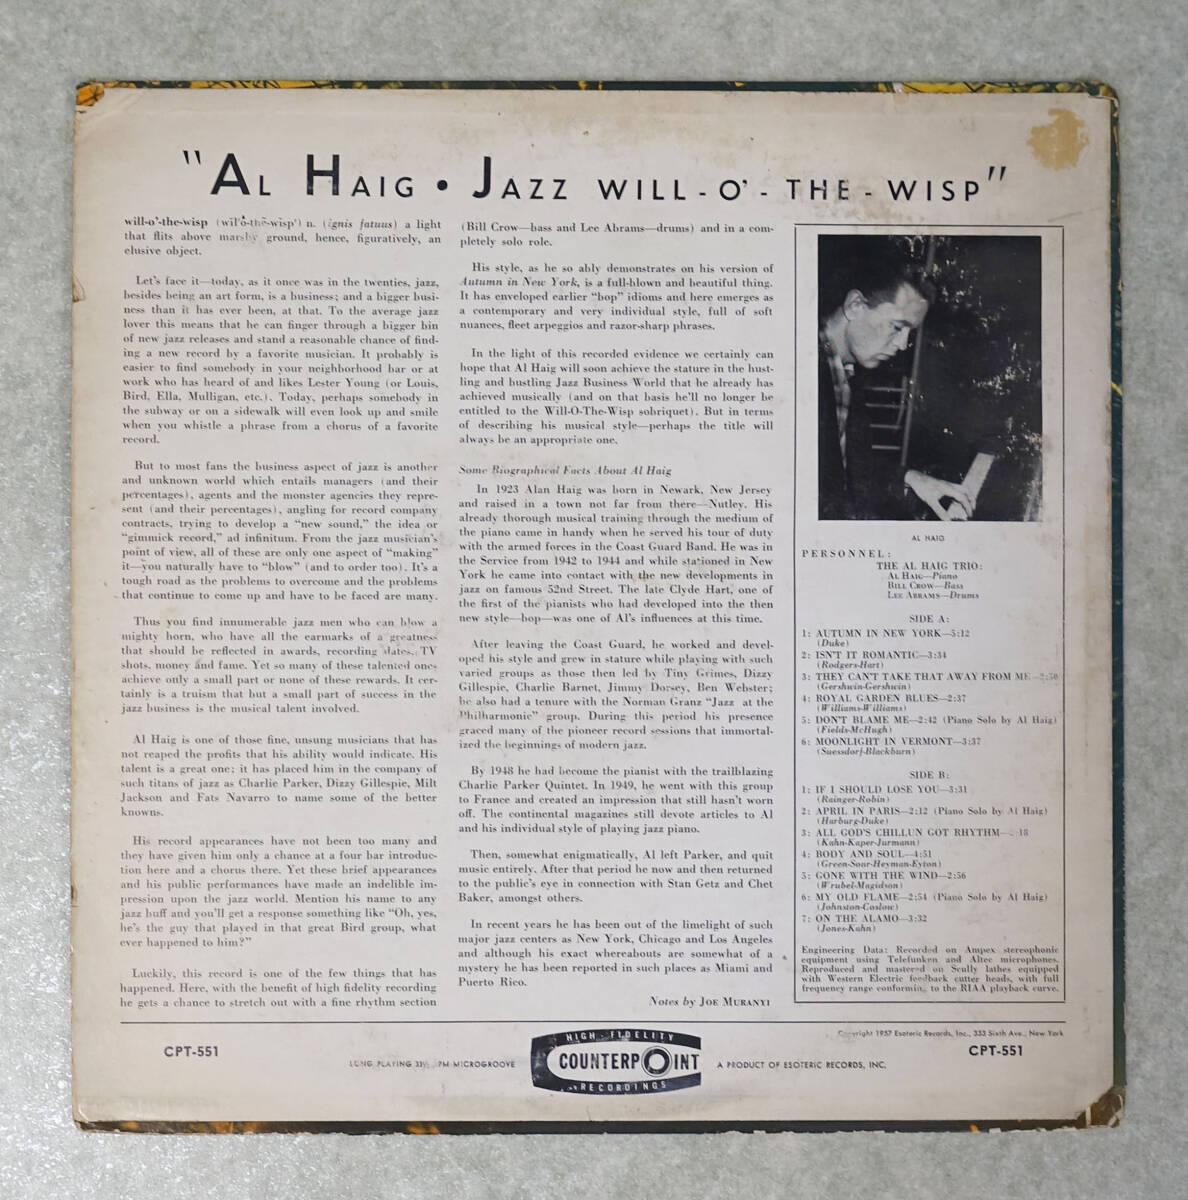 "AL HAIG • JAZZ WILL-O'-THE-WISP"
will-o'-the-wisp (wil'ō-thē-wisp') n. (ignis fatuus) a light
that flits above marshy ground, hence, figuratively, an
elusive object.
Let's face it—today, as it once was in the twenties, jazz,
besides being an art form, is a business; and a bigger busi-
ness than it has ever been, at that. To the average jazz
lover this means that he can finger through a bigger bin
of new jazz releases and stand a reasonable chance of find-
ing a new record by a favorite musician. It probably is
easier to find somebody in your neighborhood bar or at
work who has heard of and likes Lester Young (or Louis,
Bird, Ella, Mulligan, etc.). Today, perhaps somebody in
the subway or on a sidewalk will even look up and smile
when you whistle a phrase from a chorus of a favorite
record.
But to most fans the business aspect of jazz is another
and unknown world which entails managers (and their
percentages), agents and the monster agencies they repre-
sent (and their percentages), angling for record company
contracts, trying to develop a "new sound," the idea or
"gimmick record," ad infinitum. From the jazz musician's
point of view, all of these are only one aspect of "making"
it—you naturally have to "blow" (and to order too). It's a
tough road as the problems to overcome and the problems
that continue to come up and have to be faced are many.
Thus you find innumerable jazz men who can blow a
mighty horn, who have all the earmarks of a greatness
that should be reflected in awards, recording dates, TV
shots, money and fame. Yet so many of these talented ones
achieve only a small part or none of these rewards. It cer-
tainly is a truism that but a small part of success in the
jazz business is the musical talent involved.
Al Haig is one of those fine, unsung musicians that has
not reaped the profits that his ability would indicate. His
talent is a great one; it has placed him in the company of
such titans of jazz as Charlie Parker, Dizzy Gillespie, Milt
Jackson and Fats Navarro to name some of the better
knowns.
His record appearances have not been too many and
they have given him only a chance at a four bar introduc-
tion here and a chorus there. Yet these brief appearances
and his public performances have made an indelible im-
pression upon the jazz world. Mention his name to any
jazz buff and you'll get a response something like "Oh, yes,
he's the guy that played in that great Bird group, what
ever happened to him?"
Luckily, this record is one of the few things that has
happened. Here, with the benefit of high fidelity recording
he gets a chance to stretch out with a fine rhythm section
(Bill Crow—bass and Lee Abrams—drums) and in a com-
pletely solo role.
His style, as he so ably demonstrates on his version of
Autumn in New York, is a full-blown and beautiful thing.
It has enveloped earlier "bop" idioms and here emerges as
a contemporary and very individual style, full of soft
nuances, fleet arpeggios and razor-sharp phrases.
In the light of this recorded evidence we certainly can
hope that Al Haig will soon achieve the stature in the hust-
ling and bustling Jazz Business World that he already has
achieved musically (and on that basis he'll no longer be
entitled to the Will-O-The-Wisp sobriquet). But in terms
of describing his musical style—perhaps the title will
always be an appropriate one.
Some Biographical Facts About Al Haig
In 1923 Alan Haig was born in Newark, New Jersey
and raised in a town not far from there—Nutley. His
already thorough musical training through the medium of
the piano came in handy when he served his tour of duty
with the armed forces in the Coast Guard Band. He was in
the Service from 1942 to 1944 and while stationed in New
York he came into contact with the new developments in
jazz on famous 52nd Street. The late Clyde Hart, one of
the first of the pianists who had developed into the then
new style—bop—was one of Al's influences at this time.
After leaving the Coast Guard, he worked and devel-
oped his style and grew in stature while playing with such
varied groups as those then led by Tiny Grimes, Dizzy
Gillespie, Charlie Barnet, Jimmy Dorsey, Ben Webster;
he also had a tenure with the Norman Granz "Jazz at the
Philharmonic" group. During this period his presence
graced many of the pioneer record sessions that immortal-
ized the beginnings of modern jazz.
By 1948 he had become the pianist with the trailblazing
Charlie Parker Quintet. In 1949, he went with this group
to France and created an impression that still hasn't worn
off. The continental magazines still devote articles to Al
and his individual style of playing jazz piano.
Then, somewhat enigmatically, Al left Parker, and quit
music entirely. After that period he now and then returned
to the public's eye in connection with Stan Getz and Chet
Baker, amongst others.
In recent years he has been out of the limelight of such
major jazz centers as New York, Chicago and Los Angeles
and although his exact whereabouts are somewhat of a
mystery he has been reported in such places as Miami and
Puerto Rico.
Notes by JOE MURANYI
AL HAIG
PERSONNEL:
THE AL HAIG TRIO:
AL HAIG—Piano
BILL CROW—Bass
LEE ABRAMS—Drums
SIDE A:
1: AUTUMN IN NEW YORK—5:12
(Duke)
2: ISN'T IT ROMANTIC—3:34
(Rodgers-Hart)
3: THEY CAN'T TAKE THAT AWAY FROM ME—2:50
(Gershwin-Gershwin)
4: ROYAL GARDEN BLUES—2:37
(Williams-Williams)
5: DON'T BLAME ME—2:42 (Piano Solo by Al Haig)
(Fields-McHugh)
6: MOONLIGHT IN VERMONT—3:37
(Suessdorf-Blackburn)
SIDE B:
1: IF I SHOULD LOSE YOU—3:31
(Rainger-Robin)
2: APRIL IN PARIS—2:12 (Piano Solo by Al Haig)
(Harburg-Duke)
3: ALL GOD'S CHILLUN GOT RHYTHM
(Kahn-Kaper-Jurmann)
4: BODY AND SOUL—4:51
(Green-Sour-Heyman-Eyton)
5: GONE WITH THE WIND—2:56
(Wrubel-Magidson)
6: MY OLD FLAME—2:54 (Piano Solo by Al Haig)
(Johnston-Coslow)
7: ON THE ALAMO—3:32
(Jones-Kahn)
Engineering Data: Recorded on Ampex stereophonic
equipment using Telefunken and Altec microphones.
Reproduced and mastered on Scully lathes equipped
with Western Electric feedback cutter heads, with full
frequency range conforming to the RIAA playback curve.
Copyright 1957 Esoteric Records, Inc., 333 Sixth Ave., New York
CPT-551
LONG PLAYING 33⅓ RPM MICROGROOVE
HIGH-FIDELITY
COUNTERPOINT
RECORDINGS
A PRODUCT OF ESOTERIC RECORDS, INC.
CPT-551